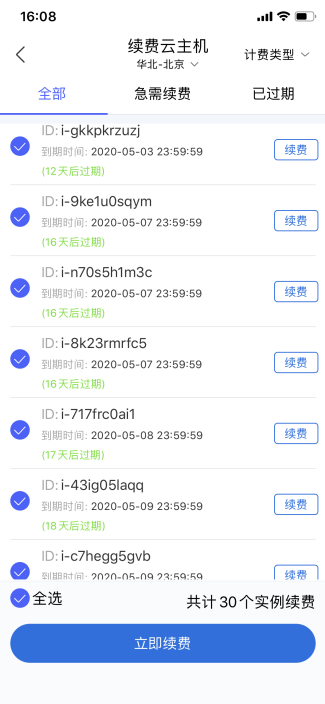 16:08
续费云主机
华北-北京
计费类型
全部
急需续费
已过期
ID: i-gkkpkrzuzj
到期时间: 2020-05-03 23:59:59
续费
(12天后过期)
ID: i-9ke1u0sqym
到期时间: 2020-05-07 23:59:59
续费
(16天后过期)
ID: i-n70s5h1m3c
到期时间: 2020-05-07 23:59:59
续费
(16天后过期)
ID: i-8k23rmrfc5
到期时间: 2020-05-07 23:59:59
续费
(16天后过期)
ID: i-717frc0ai1
到期时间: 2020-05-08 23:59:59
续费
(17天后过期)
ID: i-43ig05laqq
到期时间: 2020-05-09 23:59:59
续费
(18天后过期)
ID: i-c7hegg5gvb
到期时间: 2020-05-09 23:59:59
续费
全选
共计30个实例续费
立即续费